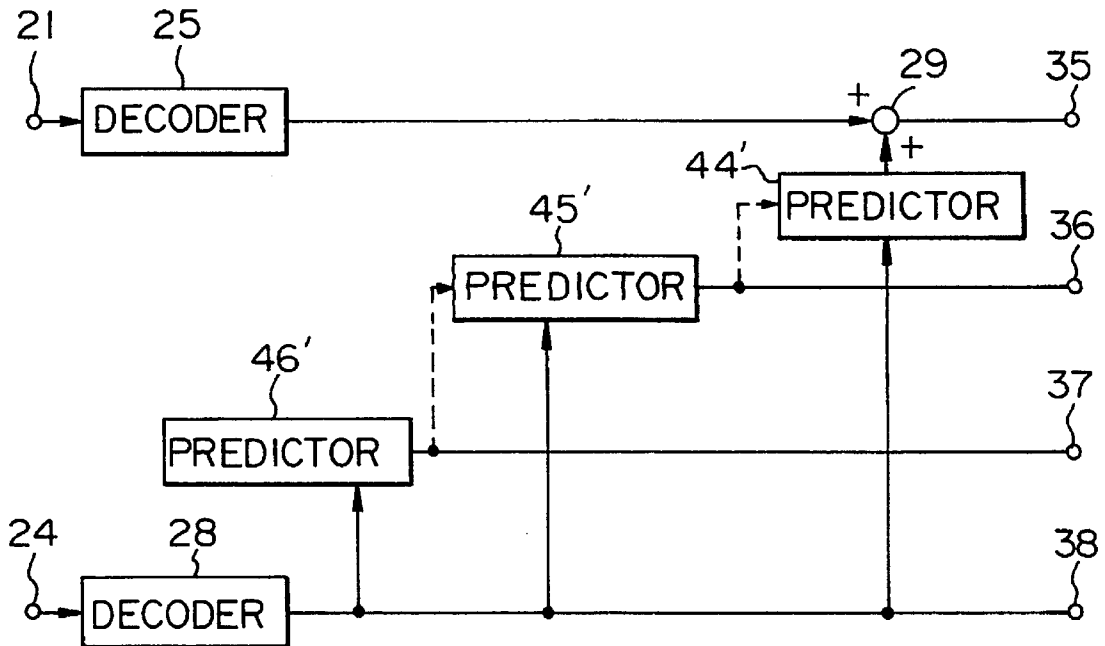 21
25
DECODER
+
29
35
+
44'
PREDICTOR
45'
PREDICTOR
36
46'
PREDICTOR
37
24
28
DECODER
38